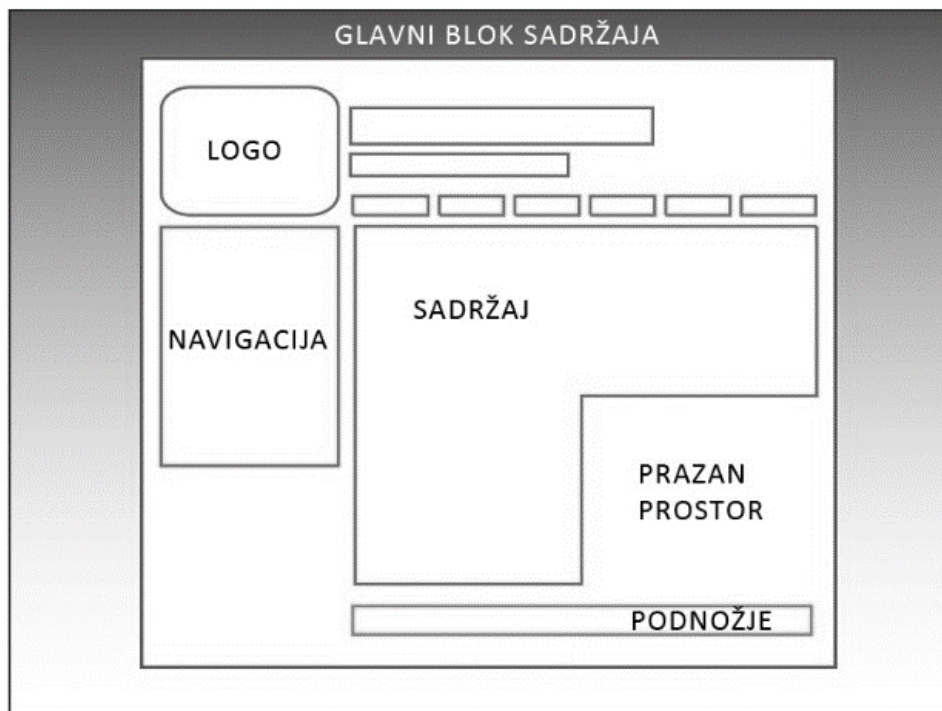 GLAVNI BLOK SADRŽAJA
LOGO
NAVIGACIJA
SADRŽAJ
PRAZAN
PROSTOR
PODNOŽJE